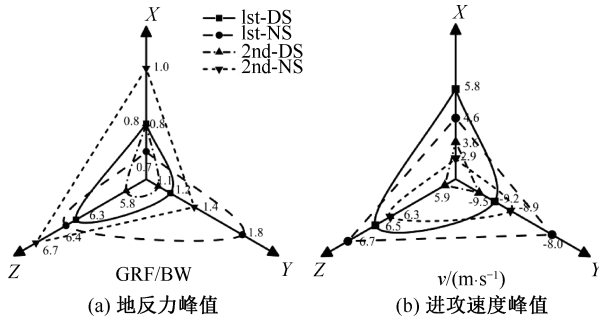 lst-DS
lst-NS
2nd-DS
2nd-NS
X
1.0
0.8
0.8
0.7
1.1
1.2
5.8
6.3
1.4
6.4
6.7
1.8
Z
Y
GRF/BW
(a) 地反力峰值
X
5.8
4.6
3.6
2.9
5.9
-9.5
-9.2
-8.9
6.3
6.5
6.7
-8.0
Z
Y
v/(m·s⁻¹)
(b) 进攻速度峰值